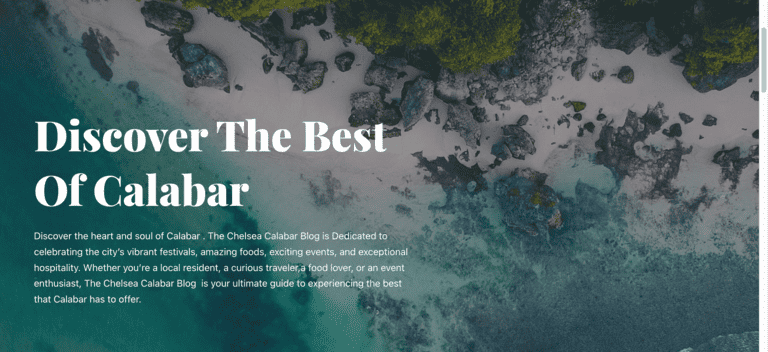 Discover The Best
Of Calabar
Discover the heart and soul of Calabar . The Chelsea Calabar Blog is Dedicated to
celebrating the city's vibrant festivals, amazing foods, exciting events, and exceptional
hospitality. Whether you're a local resident, a curious traveler,a food lover, or an event
enthusiast, The Chelsea Calabar Blog  is your ultimate guide to experiencing the best
that Calabar has to offer.